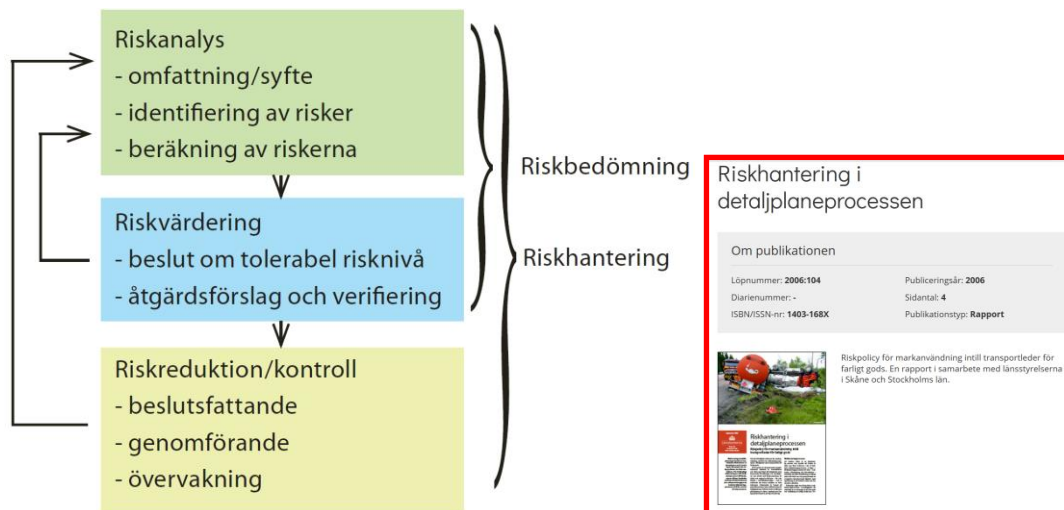 Riskanalys
- omfattning/syfte
- identifiering av risker
- beräkning av riskerna
Riskvärdering
- beslut om tolerabel risknivå
- åtgärdsförslag och verifiering
Riskreduktion/kontroll
- beslutsfattande
- genomförande
- övervakning
Riskbedömning
Riskhantering
Riskhantering i
detaljplaneprocessen
Om publikationen
Löpnummer: 2006:104
Publiceringsår: 2006
Diarienummer: -
Sidantal: 4
ISBN/ISSN-nr: 1403-168X
Publikationstyp: Rapport
Riskpolicy för markanvändning intill transportleder för
farligt gods. En rapport i samarbete med länsstyrelserna
i Skåne och Stockholms län.
Riskhantering i
detaljplaneprocessen